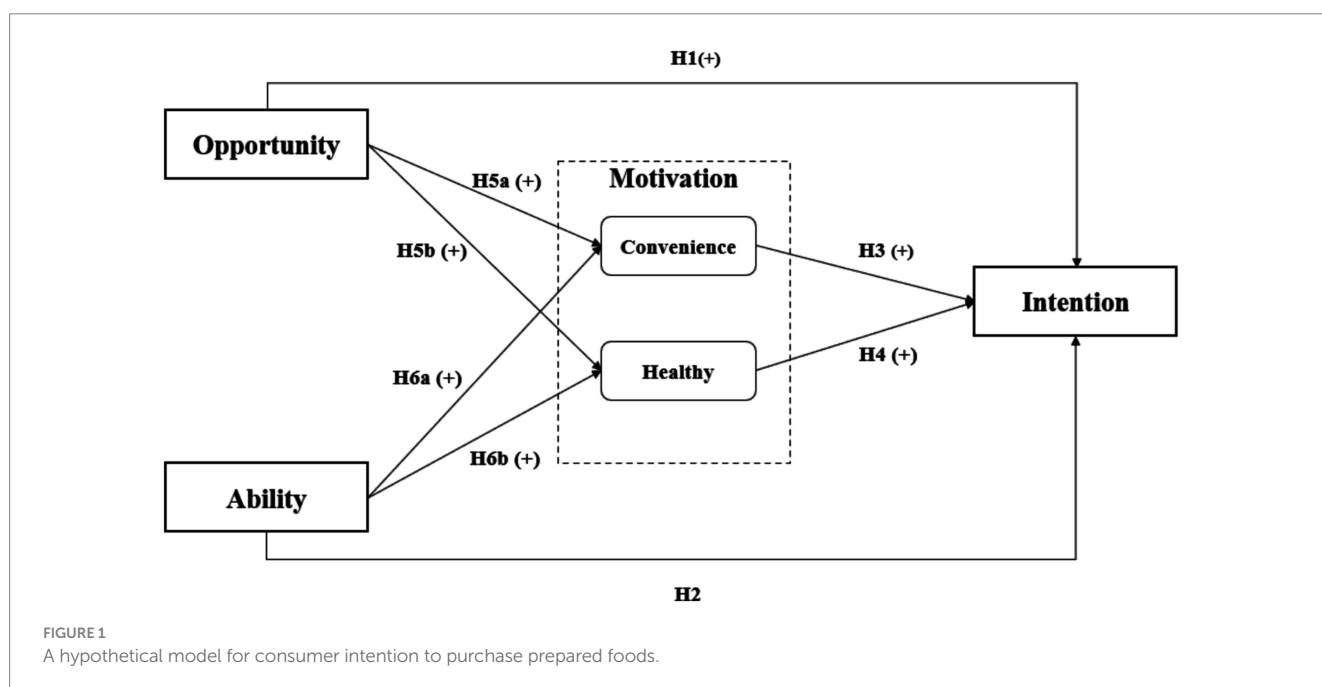 H1(+)
Opportunity
H5a (+)
Motivation
Convenience
H5b (+)
H3 (+)
Intention
Healthy
H4 (+)
H6a (+)
H6b (+)
Ability
H2
FIGURE 1
A hypothetical model for consumer intention to purchase prepared foods.